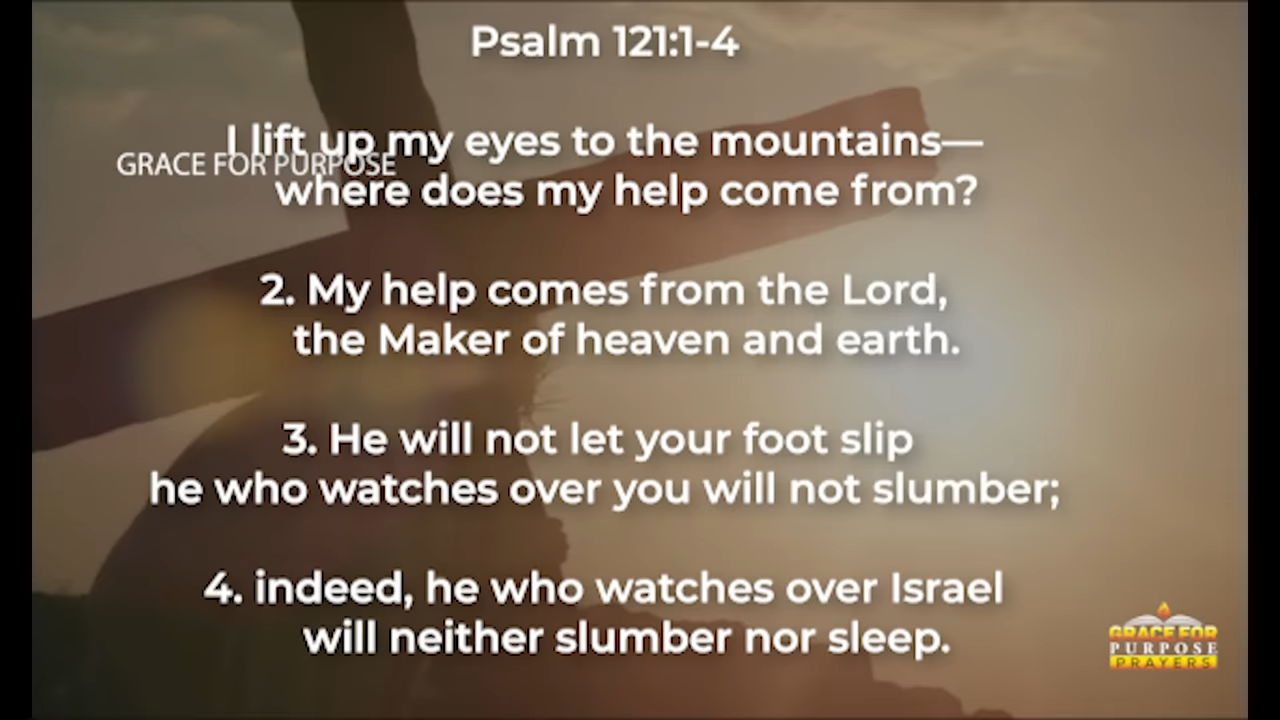 Psalm 121:1-4
I lift up my eyes to the mountains—
GRACE FOR PURPOSE
where does my help come from?
2. My help comes from the Lord,
the Maker of heaven and earth.
3. He will not let your foot slip
he who watches over you will not slumber;
4. indeed, he who watches over Israel
will neither slumber nor sleep.
GRACE FOR
PURPOSE
PRAYERS